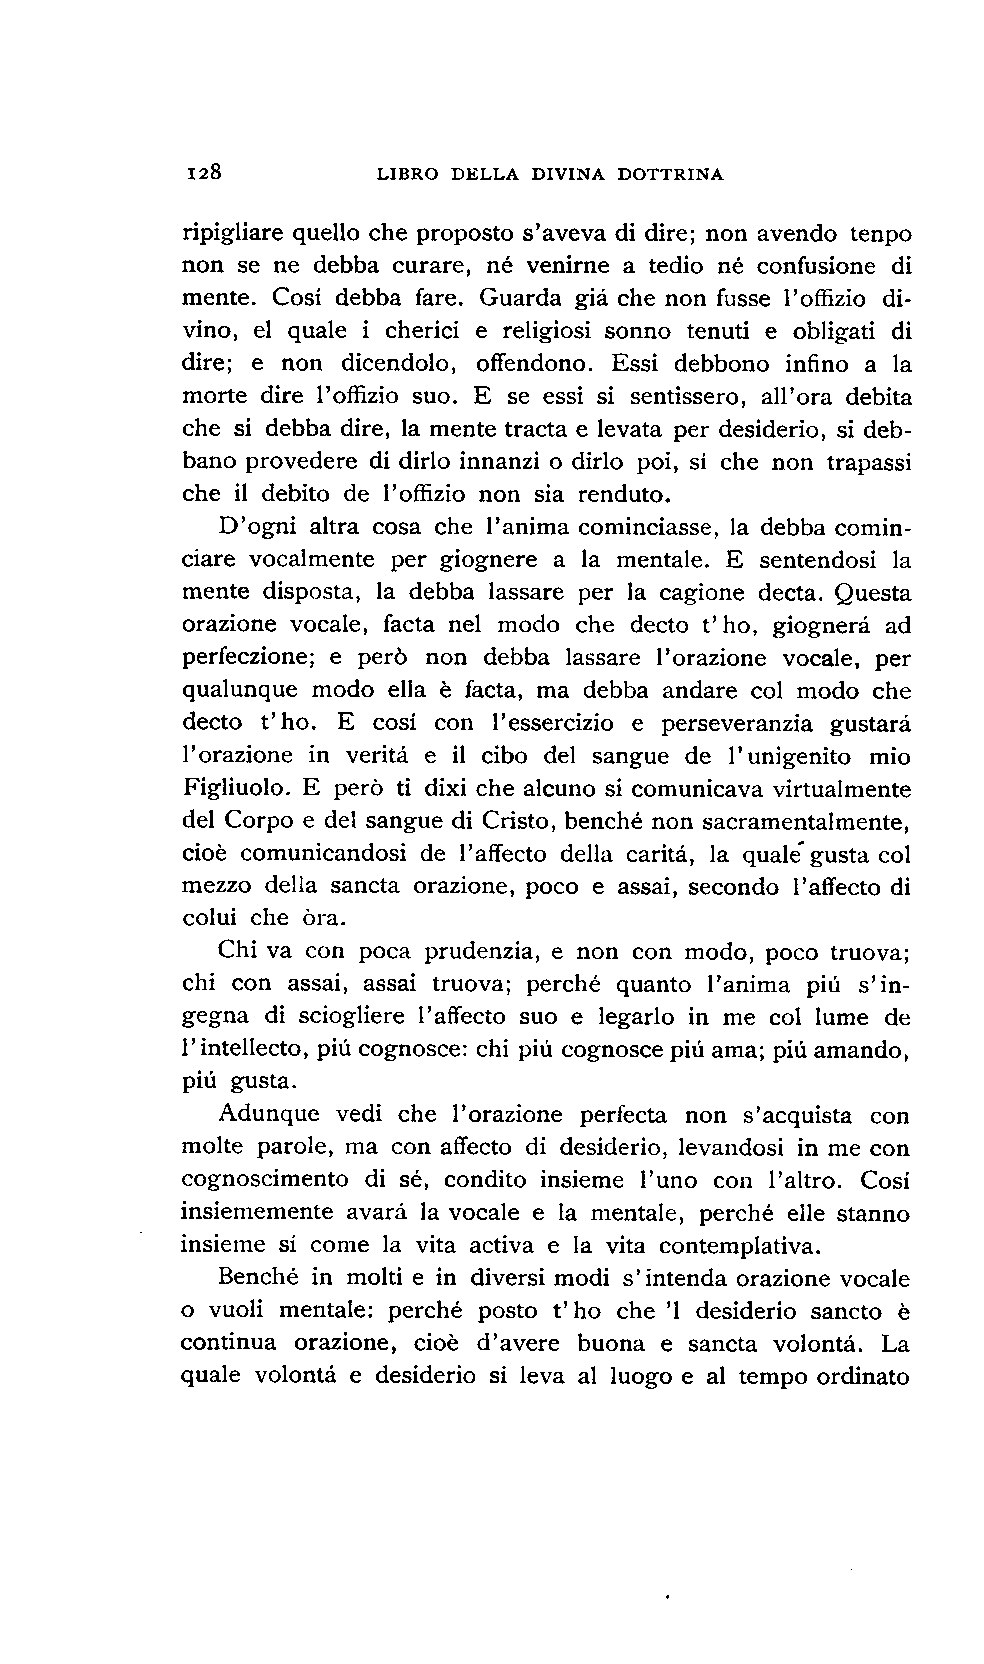 128 LIBRO DELLA DIVINA DOTTRINA
ripigliare quello che proposto s'aveva di dire; non avendo tenpo
non se ne debba curare, né venirne a tedio né confusione di
mente. Cosí debba fare. Guarda giá che non fusse l'offizio di-
vino, el quale i cherici e religiosi sonno tenuti e obligati di
dire; e non dicendolo, offendono. Essi debbono infino a la
morte dire l'offizio suo. E se essi si sentissero, all'ora debita
che si debba dire, la mente tracta e levata per desiderio, si deb-
bano provedere di dirlo innanzi o dirlo poi, sí che non trapassi
che il debito de l'offizio non sia renduto.
D'ogni altra cosa che l'anima cominciasse, la debba comin-
ciare vocalmente per giognere a la mentale. E sentendosi la
mente disposta, la debba lassare per la cagione decta. Questa
orazione vocale, facta nel modo che decto t'ho, giognerá ad
perfeczione; e però non debba lassare l'orazione vocale, per
qualunque modo ella è facta, ma debba andare col modo che
decto t'ho. E cosí con l'essercizio e perseveranzia gustará
l'orazione in veritá e il cibo del sangue de l'unigenito mio
Figliuolo. E però ti dixi che alcuno si comunicava virtualmente
del Corpo e del sangue di Cristo, benché non sacramentalmente,
cioè comunicandosi de l'affecto della caritá, la quale gusta col
mezzo della sancta orazione, poco e assai, secondo l'affecto di
colui che òra.
Chi va con poca prudenzia, e non con modo, poco truova;
chi con assai, assai truova; perché quanto l'anima piú s'in-
gegna di sciogliere l'affecto suo e legarlo in me col lume de
l'intellecto, piú cognosce: chi piú cognosce piú ama; piú amando,
piú gusta.
Adunque vedi che l'orazione perfecta non s'acquista con
molte parole, ma con affecto di desiderio, levandosi in me con
cognoscimento di sé, condito insieme l'uno con l'altro. Cosí
insiememente avará la vocale e la mentale, perché elle stanno
insieme sí come la vita activa e la vita contemplativa.
Benché in molti e in diversi modi s'intenda orazione vocale
o vuoli mentale: perché posto t'ho che 'l desiderio sancto è
continua orazione, cioè d'avere buona e sancta volontá. La
quale volontá e desiderio si leva al luogo e al tempo ordinato